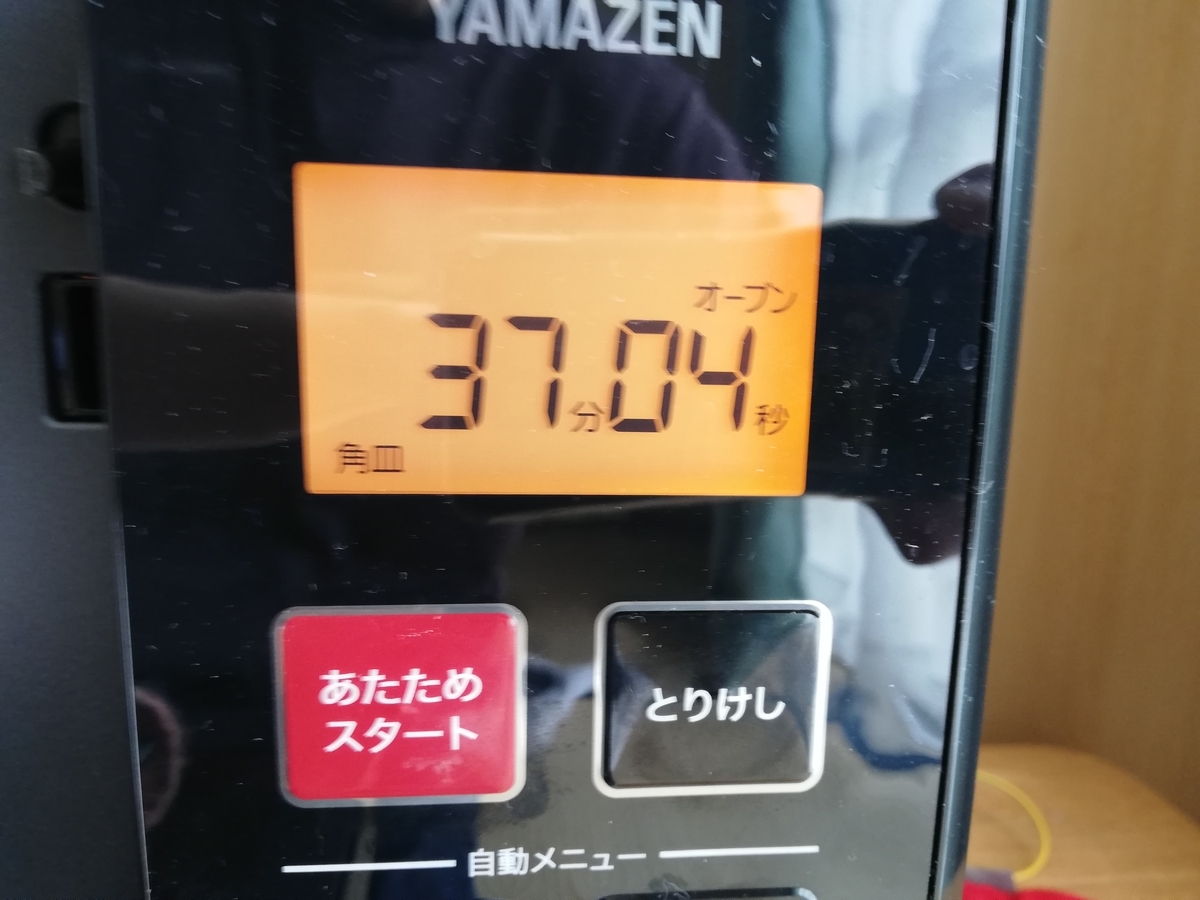 YAMAZEN
オーブン
37分04秒
角皿
あたため
スタート
とりけし
自動メニュー